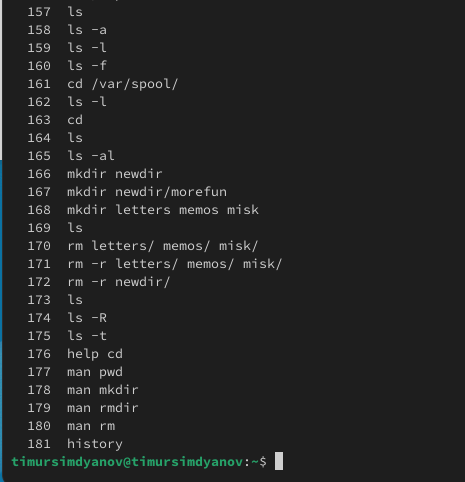 157 ls
158 ls -a
159 ls -l
160 ls -f
161 cd /var/spool/
162 ls -l
163 cd
164 ls
165 ls -al
166 mkdir newdir
167 mkdir newdir/morefun
168 mkdir letters memos misk
169 ls
170 rm letters/ memos/ misk/
171 rm -r letters/ memos/ misk/
172 rm -r newdir/
173 ls
174 ls -R
175 ls -t
176 help cd
177 man pwd
178 man mkdir
179 man rmdir
180 man rm
181 history
timursimdyanov@timursimdyanov:~$